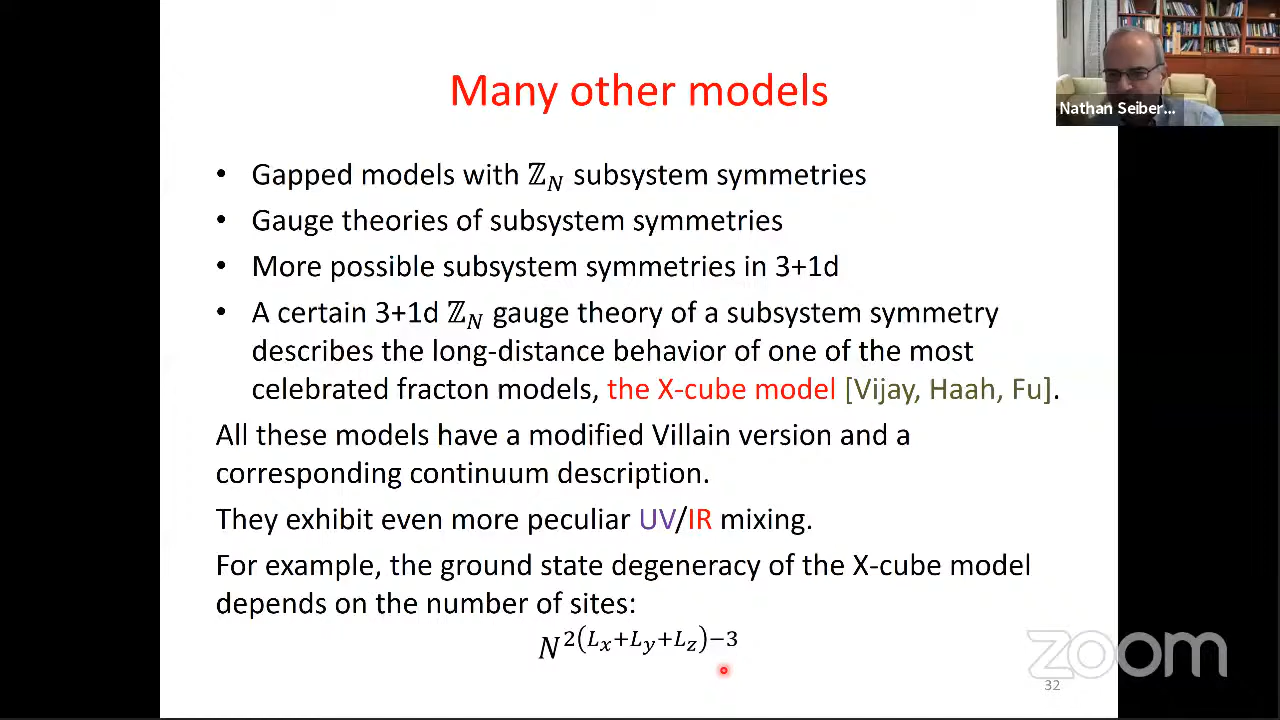 Many other models
Nathan Seiber...
• Gapped models with ℤ_N subsystem symmetries
• Gauge theories of subsystem symmetries
• More possible subsystem symmetries in 3+1d
• A certain 3+1d ℤ_N gauge theory of a subsystem symmetry
describes the long-distance behavior of one of the most
celebrated fracton models, the X-cube model [Vijay, Haah, Fu].
All these models have a modified Villain version and a
corresponding continuum description.
They exhibit even more peculiar UV/IR mixing.
For example, the ground state degeneracy of the X-cube model
depends on the number of sites:
N^{2(L_x+L_y+L_z)−3}
zoom
32